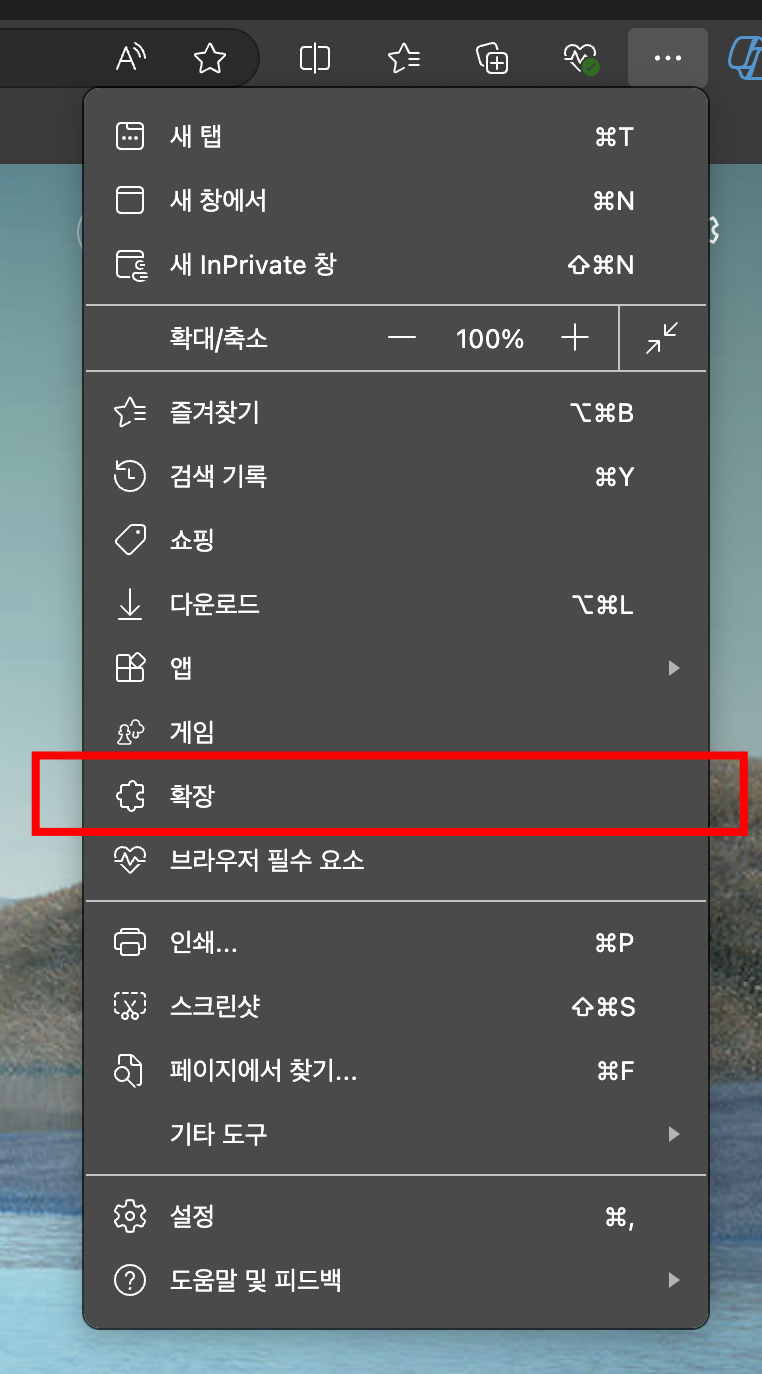 새 탭 ⌘T
새 창에서 ⌘N
새 InPrivate 창 ⇧⌘N
확대/축소 — 100% +
즐겨찾기 ⌥⌘B
검색 기록 ⌘Y
쇼핑
다운로드 ⌥⌘L
앱
게임
확장
브라우저 필수 요소
인쇄... ⌘P
스크린샷 ⇧⌘S
페이지에서 찾기... ⌘F
기타 도구
설정 ⌘,
도움말 및 피드백